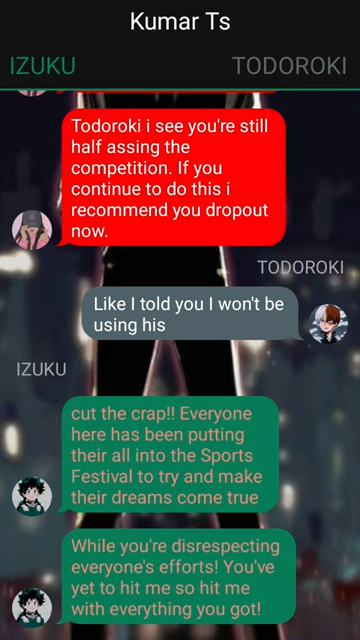 Kumar Ts
IZUKU
TODOROKI
Todoroki i see you're still
half assing the
competition. If you
continue to do this i
recommend you dropout
now.
TODOROKI
Like I told you I won't be
using his
IZUKU
cut the crap!! Everyone
here has been putting
their all into the Sports
Festival to try and make
their dreams come true
While you're disrespecting
everyone's efforts! You've
yet to hit me so hit me
with everything you got!